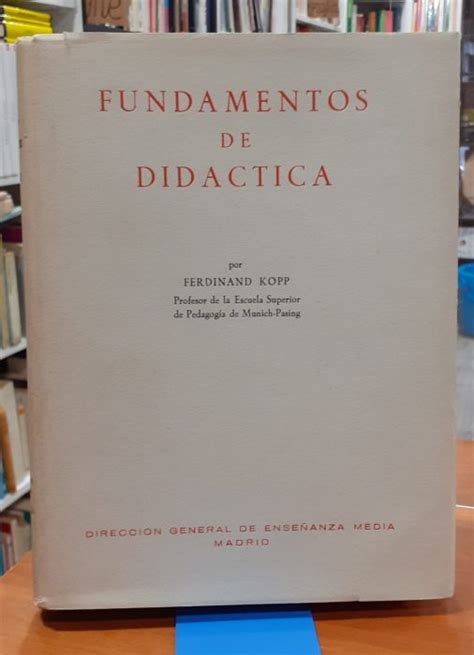 FUNDAMENTOS
DE
DIDACTICA
por
FERDINAND KOPP
Profesor de la Escuela Superior
de Pedagogía de Munich-Pasing
DIRECCION GENERAL DE ENSEÑANZA MEDIA
MADRID